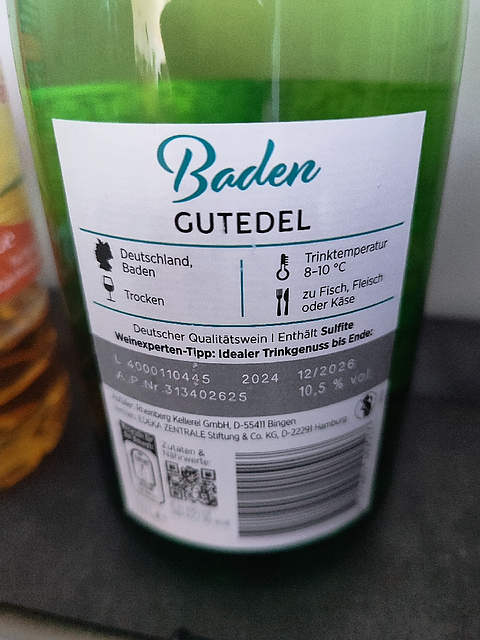 Baden
GUTEDEL
Deutschland,
Baden
Trocken
Trinktemperatur
8–10 °C
zu Fisch, Fleisch
oder Käse
Deutscher Qualitätswein | Enthält Sulfite
Weinexperten-Tipp: Idealer Trinkgenuss bis Ende:
L 4000110445 2024 12/2026
A.P.Nr.313402625 10,5 % vol
Abfüller: Rheinberg Kellerei GmbH, D-55411 Bingen
EDEKA ZENTRALE Stiftung & Co. KG, D-22291 Hamburg
Zutaten &
Nährwerte: